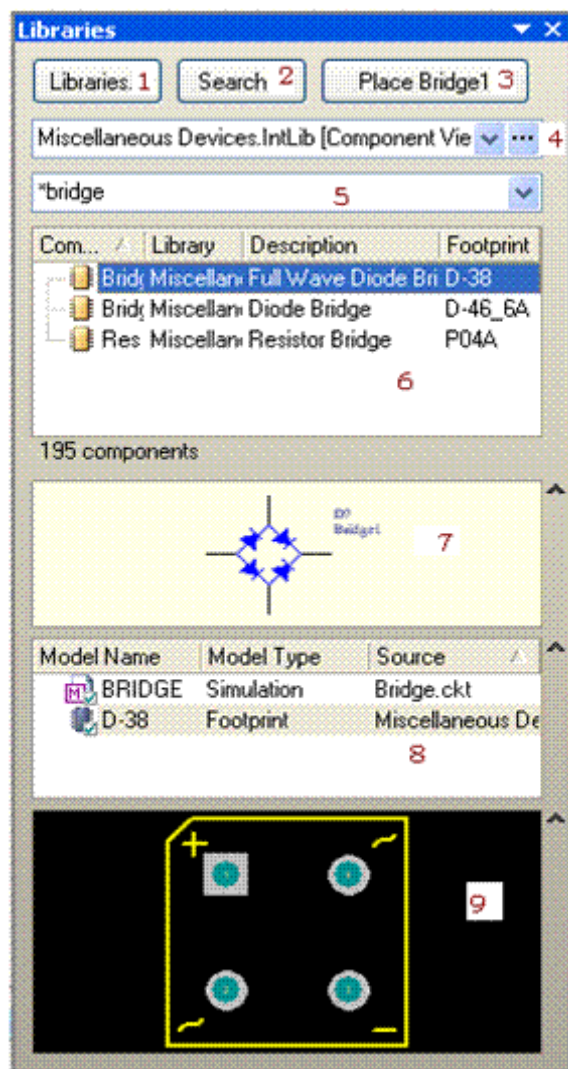 Libraries
Libraries. 1 Search 2 Place Bridge1 3
Miscellaneous Devices.IntLib [Component Vie ... 4
*bridge 5
Com... Library Description Footprint
Brid Miscellan Full Wave Diode Bri D-38
Brid Miscellan Diode Bridge D-46_6A
Res Miscellan Resistor Bridge P04A
6
195 components
D?
Bridge1
7
Model Name Model Type Source
M BRIDGE Simulation Bridge.ckt
D-38 Footprint Miscellaneous De
8
+ ~
9
~ −